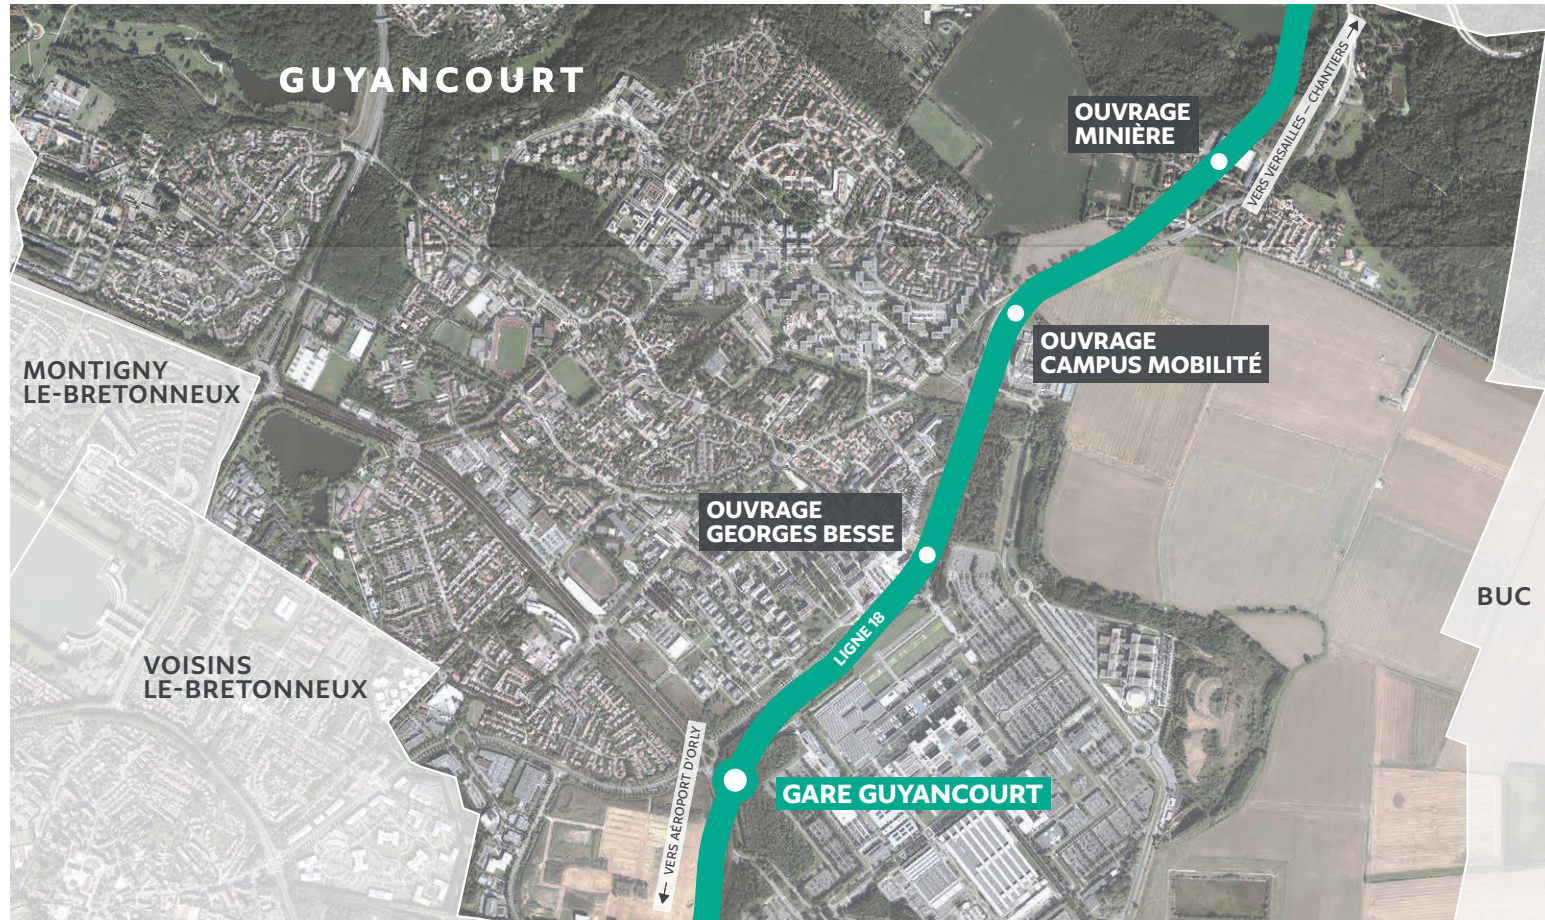 GUYANCOURT
OUVRAGE
MINIÈRE
VERS VERSAILLES – CHANTIERS →
OUVRAGE
CAMPUS MOBILITÉ
MONTIGNY
LE-BRETONNEUX
OUVRAGE
GEORGES BESSE
BUC
LIGNE 18
VOISINS
LE-BRETONNEUX
← VERS AÉROPORT D'ORLY
GARE GUYANCOURT